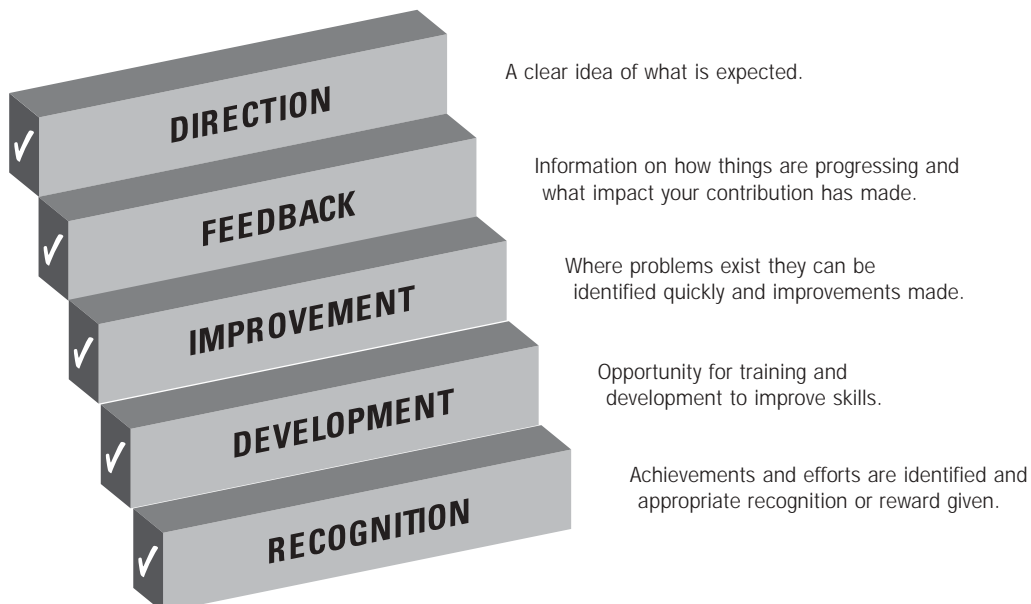 DIRECTION
A clear idea of what is expected.
FEEDBACK
Information on how things are progressing and
what impact your contribution has made.
IMPROVEMENT
Where problems exist they can be
identified quickly and improvements made.
DEVELOPMENT
Opportunity for training and
development to improve skills.
RECOGNITION
Achievements and efforts are identified and
appropriate recognition or reward given.